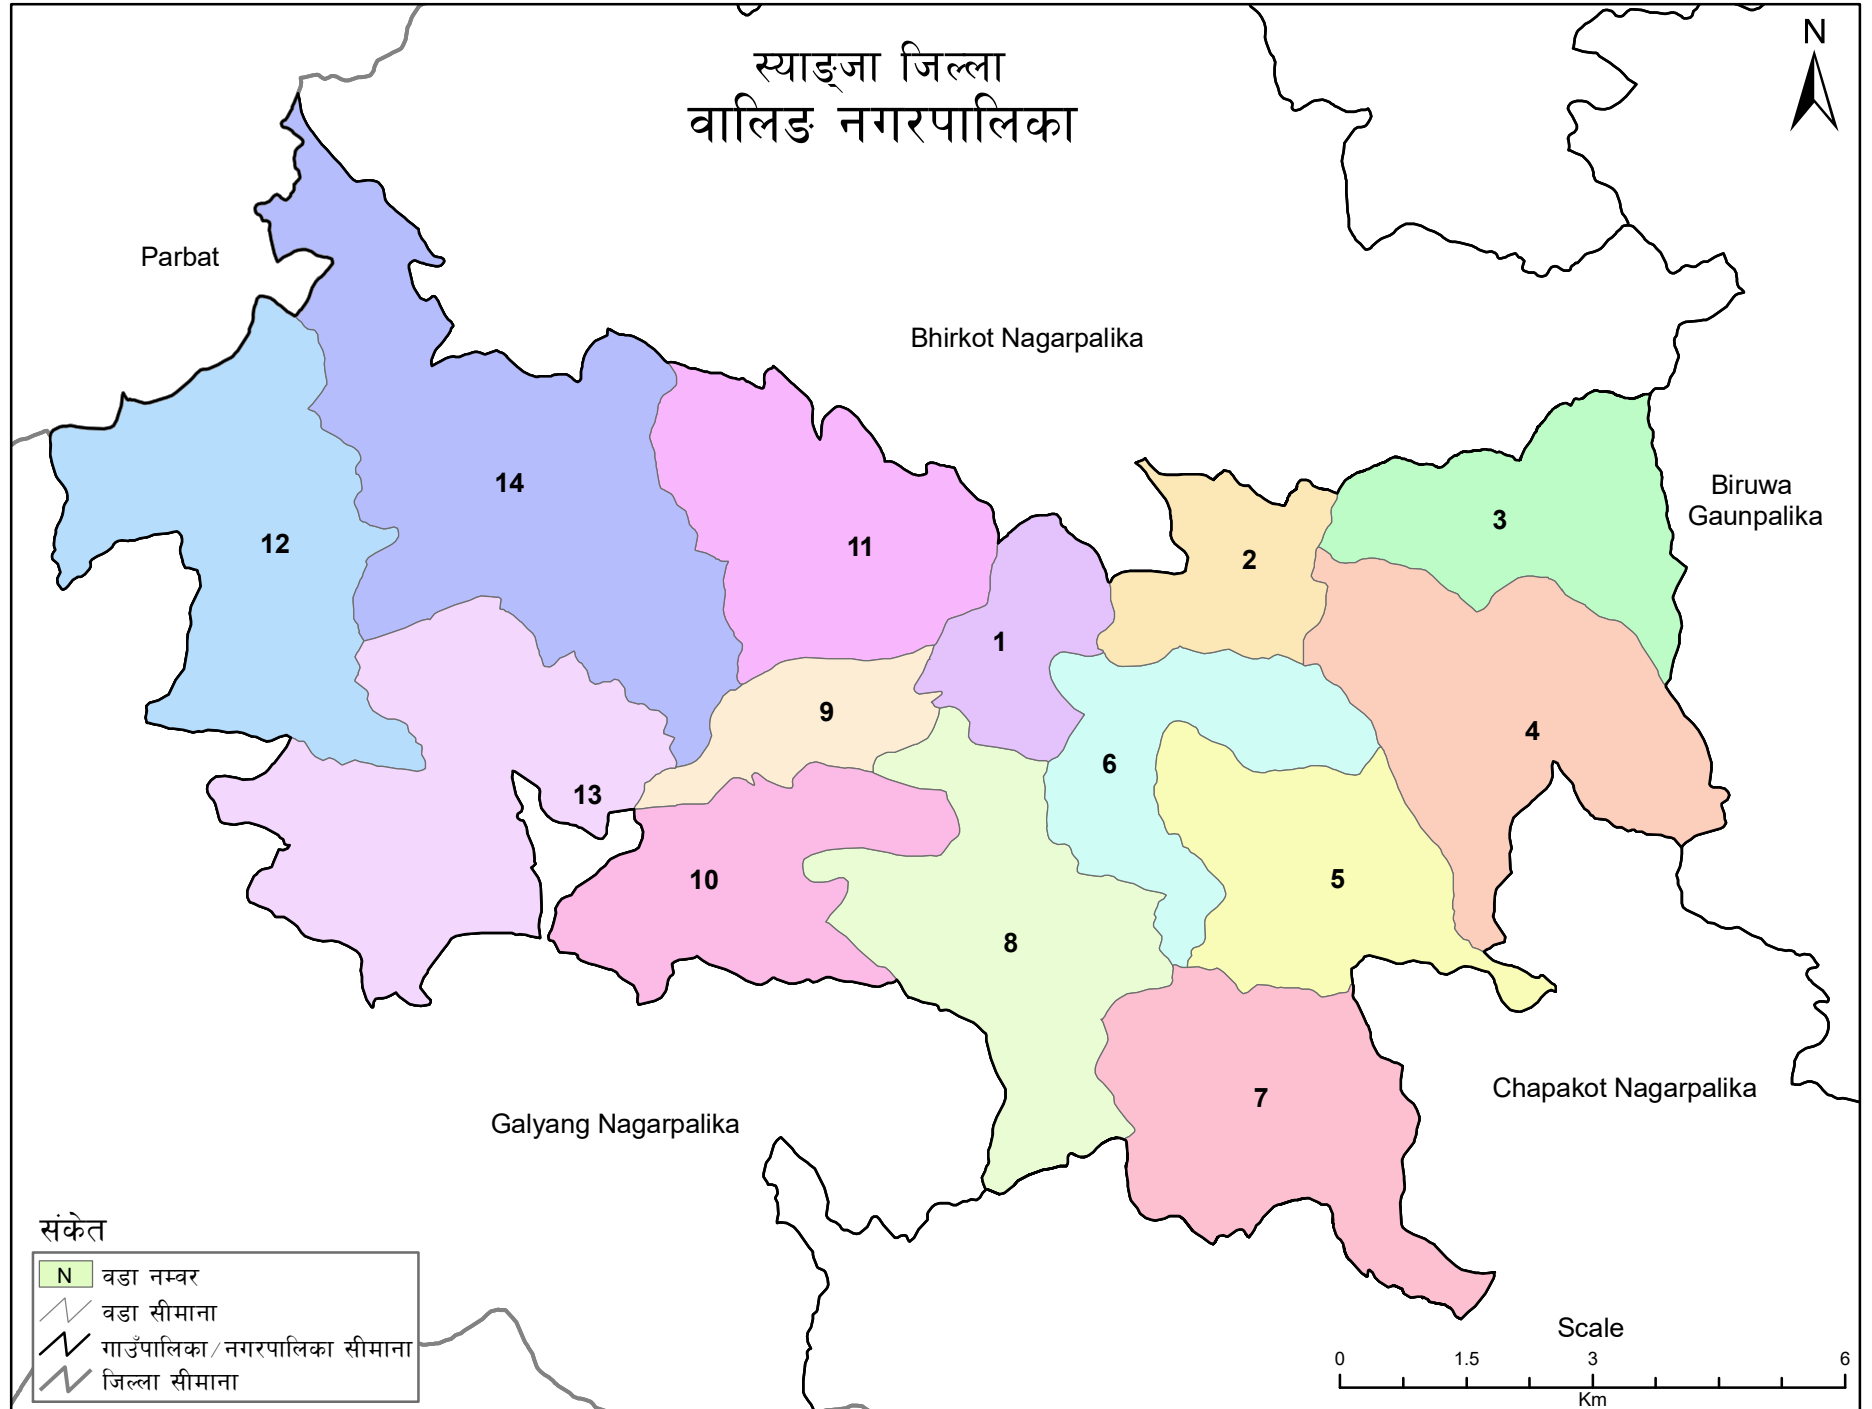 स्याङ्जा जिल्ला
वालिङ नगरपालिका
N
Parbat
Bhirkot Nagarpalika
Biruwa
Gaunpalika
14
3
12
11
2
1
9
4
6
13
10
5
8
7
Chapakot Nagarpalika
Galyang Nagarpalika
संकेत
N वडा नम्वर
वडा सीमाना
गाउँपालिका/नगरपालिका सीमाना
जिल्ला सीमाना
Scale
0 1.5 3 6
Km